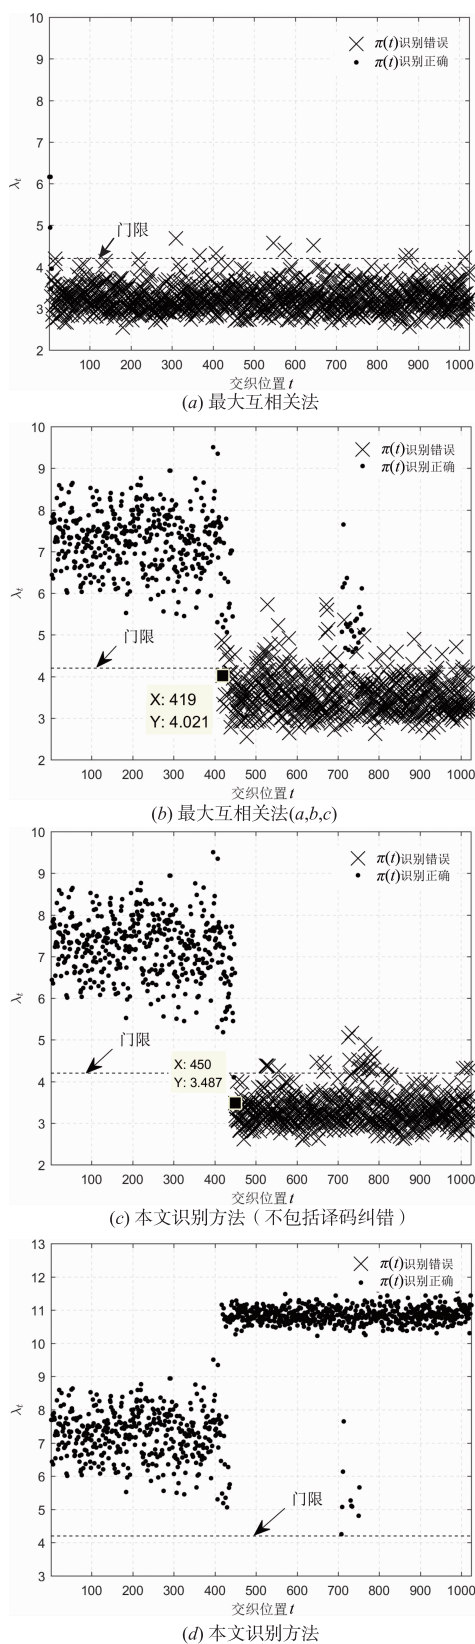 10
9
8
7
6
5
4
3
2
λt
π(t)识别错误
π(t)识别正确
门限
100 200 300 400 500 600 700 800 900 1000
交织位置 t
(a) 最大互相关法
10
9
8
7
6
5
4
3
2
λt
π(t)识别错误
π(t)识别正确
门限
X: 419
Y: 4.021
100 200 300 400 500 600 700 800 900 1000
交织位置 t
(b) 最大互相关法(a,b,c)
10
9
8
7
6
5
4
3
2
λt
π(t)识别错误
π(t)识别正确
门限
X: 450
Y: 3.487
100 200 300 400 500 600 700 800 900 1000
交织位置 t
(c) 本文识别方法（不包括译码纠错）
13
12
11
10
9
8
7
6
5
4
3
λt
π(t)识别错误
π(t)识别正确
门限
100 200 300 400 500 600 700 800 900 1000
交织位置 t
(d) 本文识别方法